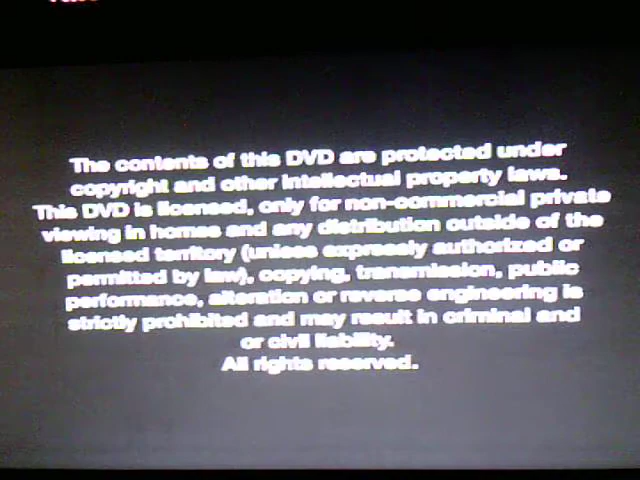 The contents of this DVD are protected under
copyright and other intellectual property laws.
This DVD is licensed, only for non-commercial private
viewing in homes and any distribution outside of the
licensed territory (unless expressly authorized or
permitted by law), copying, transmission, public
performance, alteration or reverse engineering is
strictly prohibited and may result in criminal and
or civil liability.
All rights reserved.